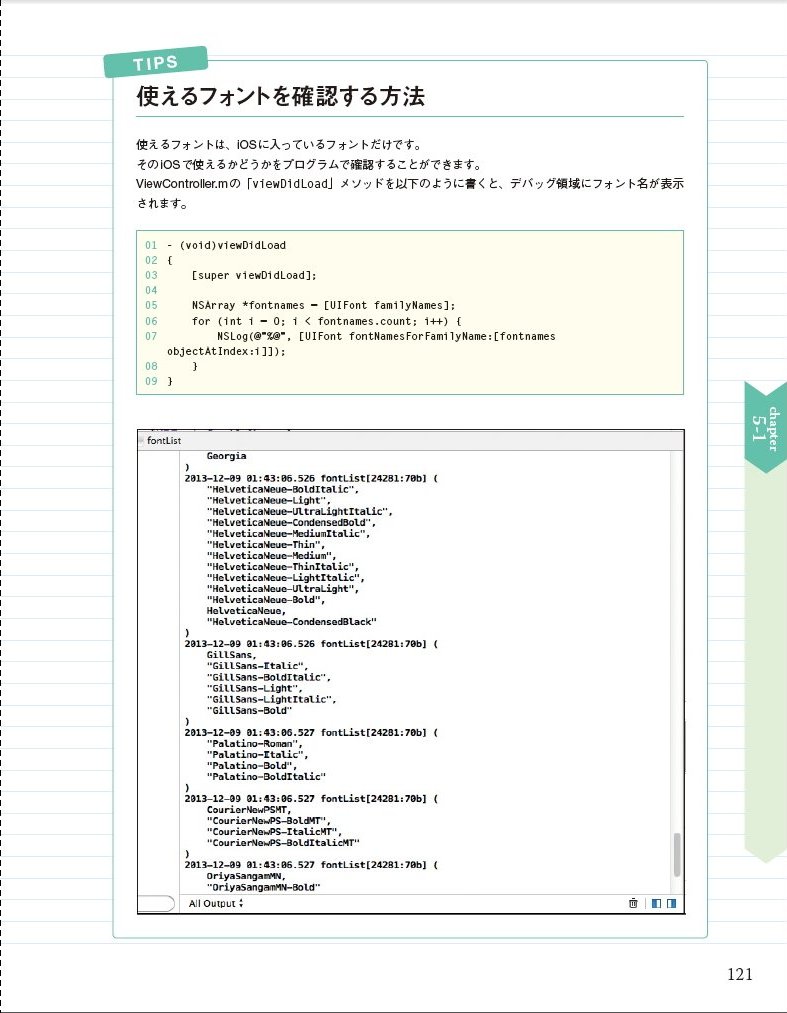 TIPS
使えるフォントを確認する方法
使えるフォントは、iOSに入っているフォントだけです。
そのiOSで使えるかどうかをプログラムで確認することができます。
ViewController.mの「viewDidLoad」メソッドを以下のように書くと、デバッグ領域にフォント名が表示
されます。
01 - (void)viewDidLoad
02 {
03     [super viewDidLoad];
04
05     NSArray *fontnames = [UIFont familyNames];
06     for (int i = 0; i < fontnames.count; i++) {
07         NSLog(@"%@", [UIFont fontNamesForFamilyName:[fontnames
objectAtIndex:i]]);
08     }
09 }
fontList
Georgia
)
2013-12-09 01:43:06.526 fontList[24281:70b] (
"HelveticaNeue-BoldItalic",
"HelveticaNeue-Light",
"HelveticaNeue-UltraLightItalic",
"HelveticaNeue-CondensedBold",
"HelveticaNeue-MediumItalic",
"HelveticaNeue-Thin",
"HelveticaNeue-Medium",
"HelveticaNeue-ThinItalic",
"HelveticaNeue-LightItalic",
"HelveticaNeue-UltraLight",
"HelveticaNeue-Bold",
HelveticaNeue,
"HelveticaNeue-CondensedBlack"
)
2013-12-09 01:43:06.526 fontList[24281:70b] (
GillSans,
"GillSans-Italic",
"GillSans-BoldItalic",
"GillSans-Light",
"GillSans-LightItalic",
"GillSans-Bold"
)
2013-12-09 01:43:06.527 fontList[24281:70b] (
"Palatino-Roman",
"Palatino-Italic",
"Palatino-Bold",
"Palatino-BoldItalic"
)
2013-12-09 01:43:06.527 fontList[24281:70b] (
CourierNewPSMT,
"CourierNewPS-BoldMT",
"CourierNewPS-ItalicMT",
"CourierNewPS-BoldItalicMT"
)
2013-12-09 01:43:06.527 fontList[24281:70b] (
OriyaSangamMN,
"OriyaSangamMN-Bold"
All Output
chapter
5-1
121